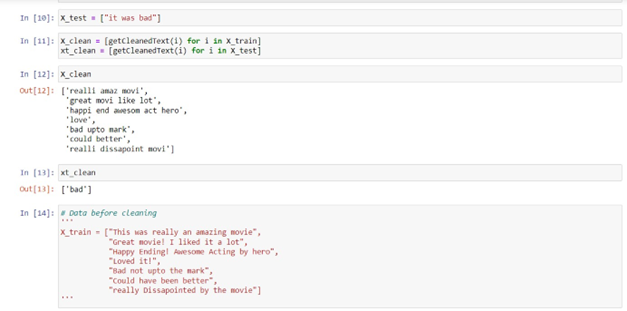 In [10]: X_test = ["it was bad"]
In [11]: X_clean = [getCleanedText(i) for i in X_train]
xt_clean = [getCleanedText(i) for i in X_test]
In [12]: X_clean
Out[12]: ['realli amaz movi',
'great movi like lot',
'happi end awesom act hero',
'love',
'bad upto mark',
'could better',
'realli dissapoint movi']
In [13]: xt_clean
Out[13]: ['bad']
In [14]: # Data before cleaning
'''
X_train = ["This was really an amazing movie",
"Great movie! I liked it a lot",
"Happy Ending! Awesome Acting by hero",
"Loved it!",
"Bad not upto the mark",
"Could have been better",
"really Dissapointed by the movie"]
'''